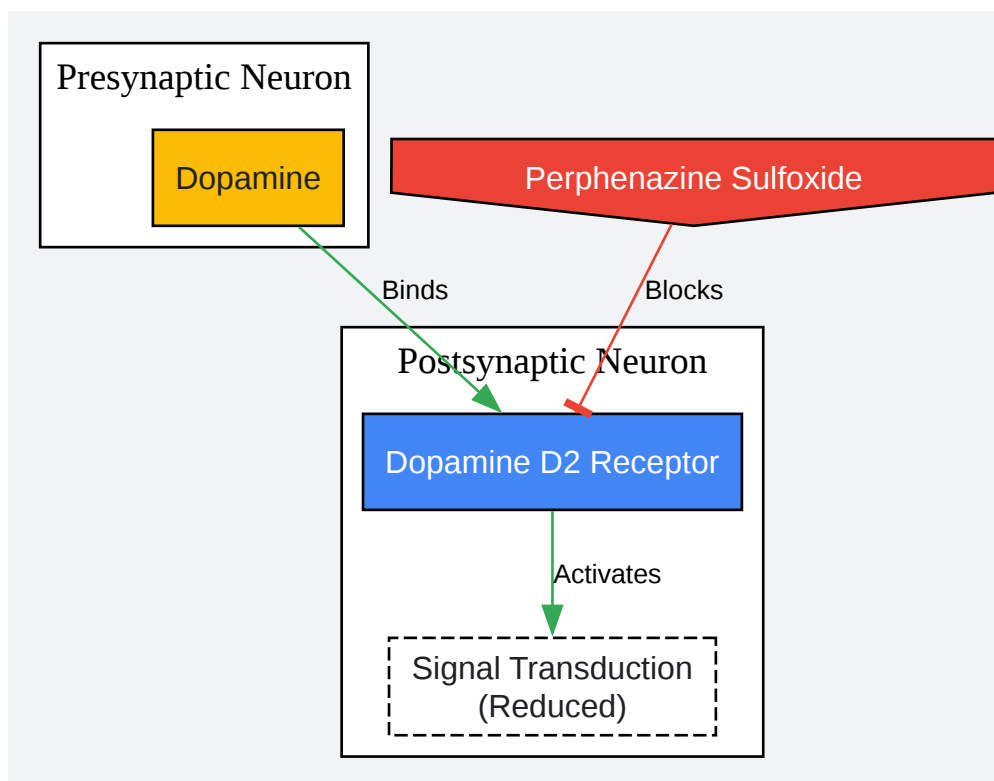 Presynaptic Neuron
Dopamine
Perphenazine Sulfoxide
Binds
Blocks
Postsynaptic Neuron
Dopamine D2 Receptor
Activates
Signal Transduction
(Reduced)